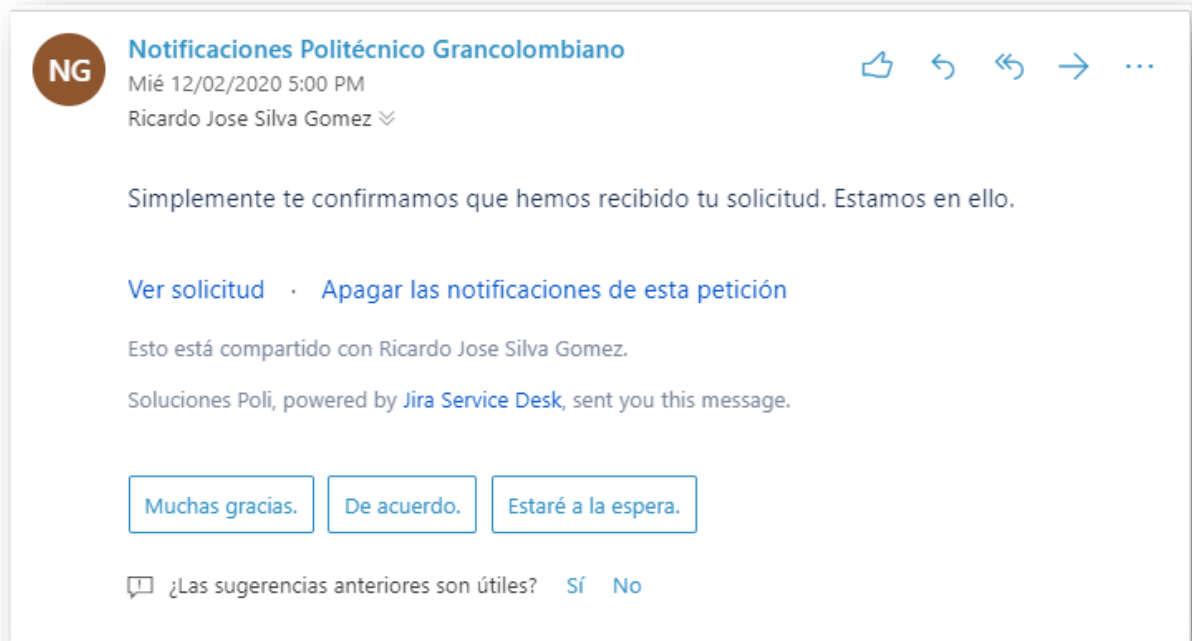 NG
Notificaciones Politécnico Grancolombiano
Mié 12/02/2020 5:00 PM
Ricardo Jose Silva Gomez
Simplemente te confirmamos que hemos recibido tu solicitud. Estamos en ello.
Ver solicitud · Apagar las notificaciones de esta petición
Esto está compartido con Ricardo Jose Silva Gomez.
Soluciones Poli, powered by Jira Service Desk, sent you this message.
Muchas gracias. De acuerdo. Estaré a la espera.
¿Las sugerencias anteriores son útiles? Sí No